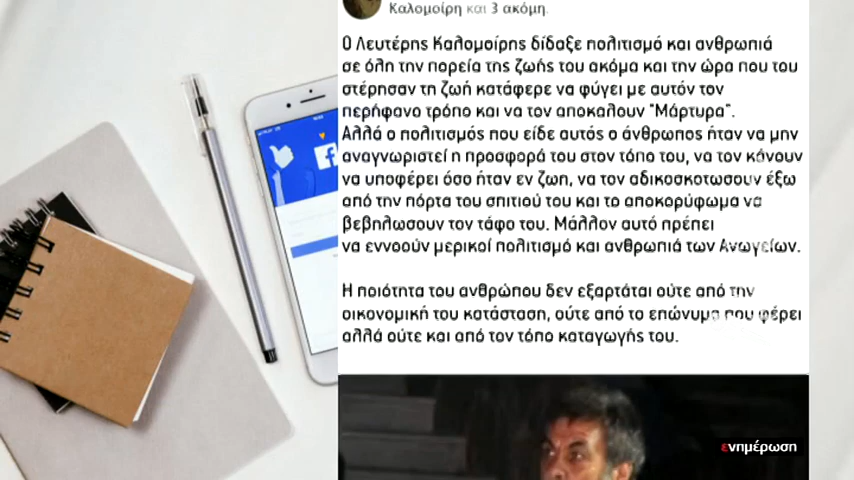 Καλομοίρη και 3 ακόμη.
Ο Λευτέρης Καλομοίρης δίδαξε πολιτισμό και ανθρωπιά
σε όλη την πορεία της ζωής του ακόμα και την ώρα που του
στέρησαν τη ζωή κατάφερε να φύγει με αυτόν τον
περήφανο τρόπο και να τον αποκαλουν "Μάρτυρα".
Αλλά ο πολιτισμός που είδε αυτός ο άνθρωπος ήταν να μην
αναγνωριστεί η προσφορά του στον τόπο του, να τον κάνουν
να υποφέρει όσο ήταν εν ζωη, να τον αδικοσκοτωσουν έξω
από την πόρτα του σπιτιού του και το αποκορύφωμα να
βεβηλωσουν τον τάφο του. Μάλλον αυτό πρέπει
να εννοούν μερικοί πολιτισμό και ανθρωπιά των Ανωγείων.
Η ποιότητα του ανθρώπου δεν εξαρτάται ούτε από την
οικονομική του κατάσταση, ούτε από το επώνυμα που φέρει
αλλά ούτε και από τον τόπο καταγωγής του.
ενημέρωση